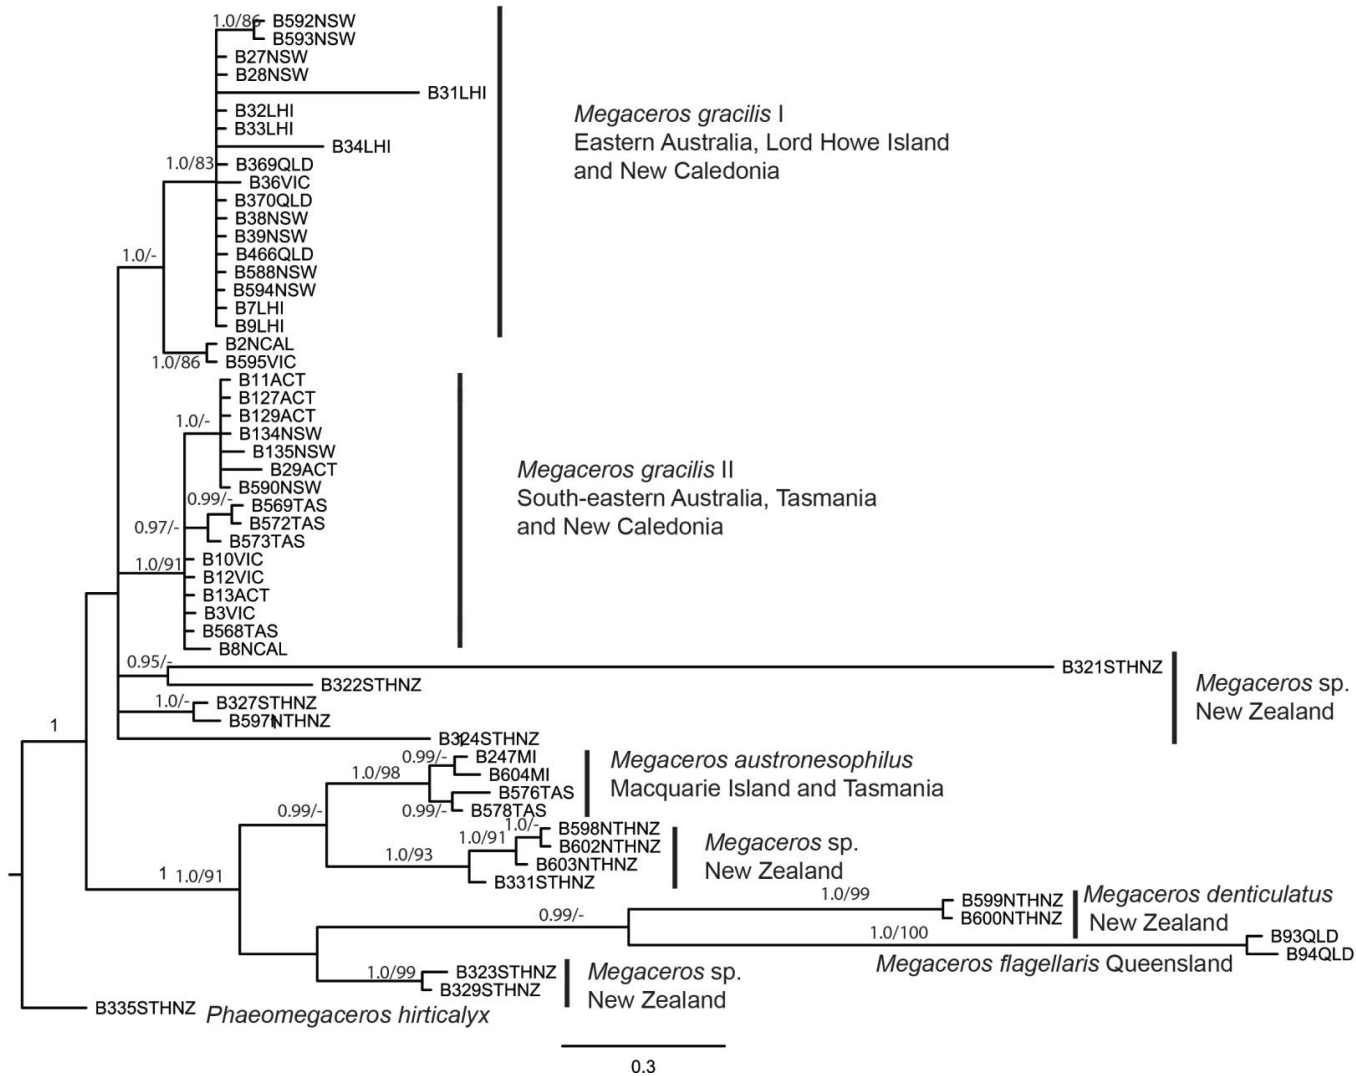 1.0/86
B592NSW
B593NSW
B27NSW
B28NSW
B31LHI
B32LHI
B33LHI
B34LHI
1.0/83
B369QLD
B36VIC
B370QLD
B38NSW
B39NSW
B466QLD
B588NSW
B594NSW
B7LHI
B9LHI
Megaceros gracilis I
Eastern Australia, Lord Howe Island
and New Caledonia
1.0/-
B2NCAL
1.0/86
B595VIC
B11ACT
B127ACT
B129ACT
1.0/-
B134NSW
B135NSW
B29ACT
B590NSW
0.99/-
B569TAS
B572TAS
0.97/-
B573TAS
B10VIC
1.0/91
B12VIC
B13ACT
B3VIC
B568TAS
B8NCAL
Megaceros gracilis II
South-eastern Australia, Tasmania
and New Caledonia
0.95/-
B321STHNZ
B322STHNZ
1.0/-
B327STHNZ
B597NTHNZ
1
B324STHNZ
Megaceros sp.
New Zealand
0.99/-
B247MI
1.0/98
B604MI
B576TAS
0.99/-
B578TAS
Megaceros austronesophilus
Macquarie Island and Tasmania
0.99/-
1.0/-
B598NTHNZ
1.0/91
B602NTHNZ
1.0/93
B603NTHNZ
B331STHNZ
Megaceros sp.
New Zealand
1 1.0/91
1.0/99
B599NTHNZ
B600NTHNZ
Megaceros denticulatus
New Zealand
0.99/-
1.0/100
B93QLD
B94QLD
Megaceros flagellaris Queensland
1.0/99
B323STHNZ
B329STHNZ
Megaceros sp.
New Zealand
B335STHNZ Phaeomegaceros hirticalyx
0.3